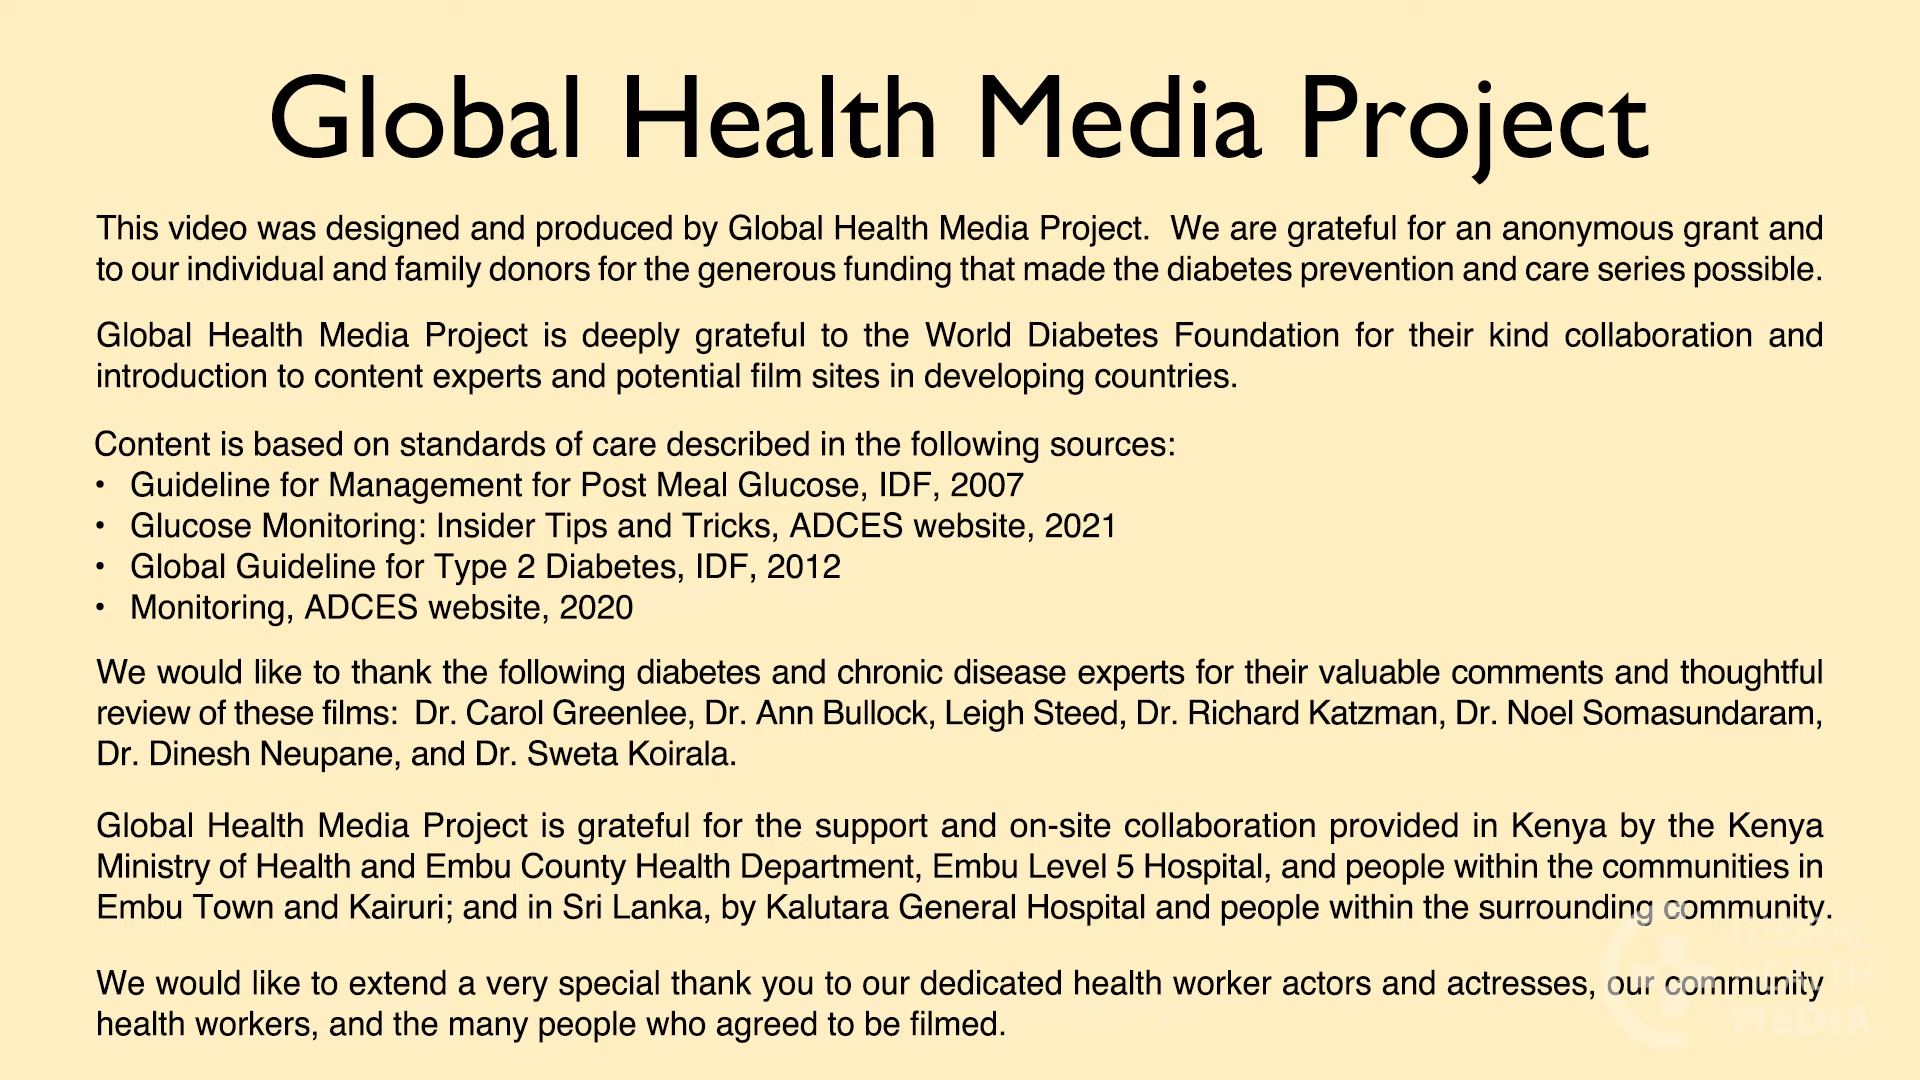 Global Health Media Project
This video was designed and produced by Global Health Media Project.  We are grateful for an anonymous grant and
to our individual and family donors for the generous funding that made the diabetes prevention and care series possible.
Global Health Media Project is deeply grateful to the World Diabetes Foundation for their kind collaboration and
introduction to content experts and potential film sites in developing countries.
Content is based on standards of care described in the following sources:
• Guideline for Management for Post Meal Glucose, IDF, 2007
• Glucose Monitoring: Insider Tips and Tricks, ADCES website, 2021
• Global Guideline for Type 2 Diabetes, IDF, 2012
• Monitoring, ADCES website, 2020
We would like to thank the following diabetes and chronic disease experts for their valuable comments and thoughtful
review of these films:  Dr. Carol Greenlee, Dr. Ann Bullock, Leigh Steed, Dr. Richard Katzman, Dr. Noel Somasundaram,
Dr. Dinesh Neupane, and Dr. Sweta Koirala.
Global Health Media Project is grateful for the support and on-site collaboration provided in Kenya by the Kenya
Ministry of Health and Embu County Health Department, Embu Level 5 Hospital, and people within the communities in
Embu Town and Kairuri; and in Sri Lanka, by Kalutara General Hospital and people within the surrounding community.
We would like to extend a very special thank you to our dedicated health worker actors and actresses, our community
health workers, and the many people who agreed to be filmed.
GLOBAL
HEALTH
MEDIA